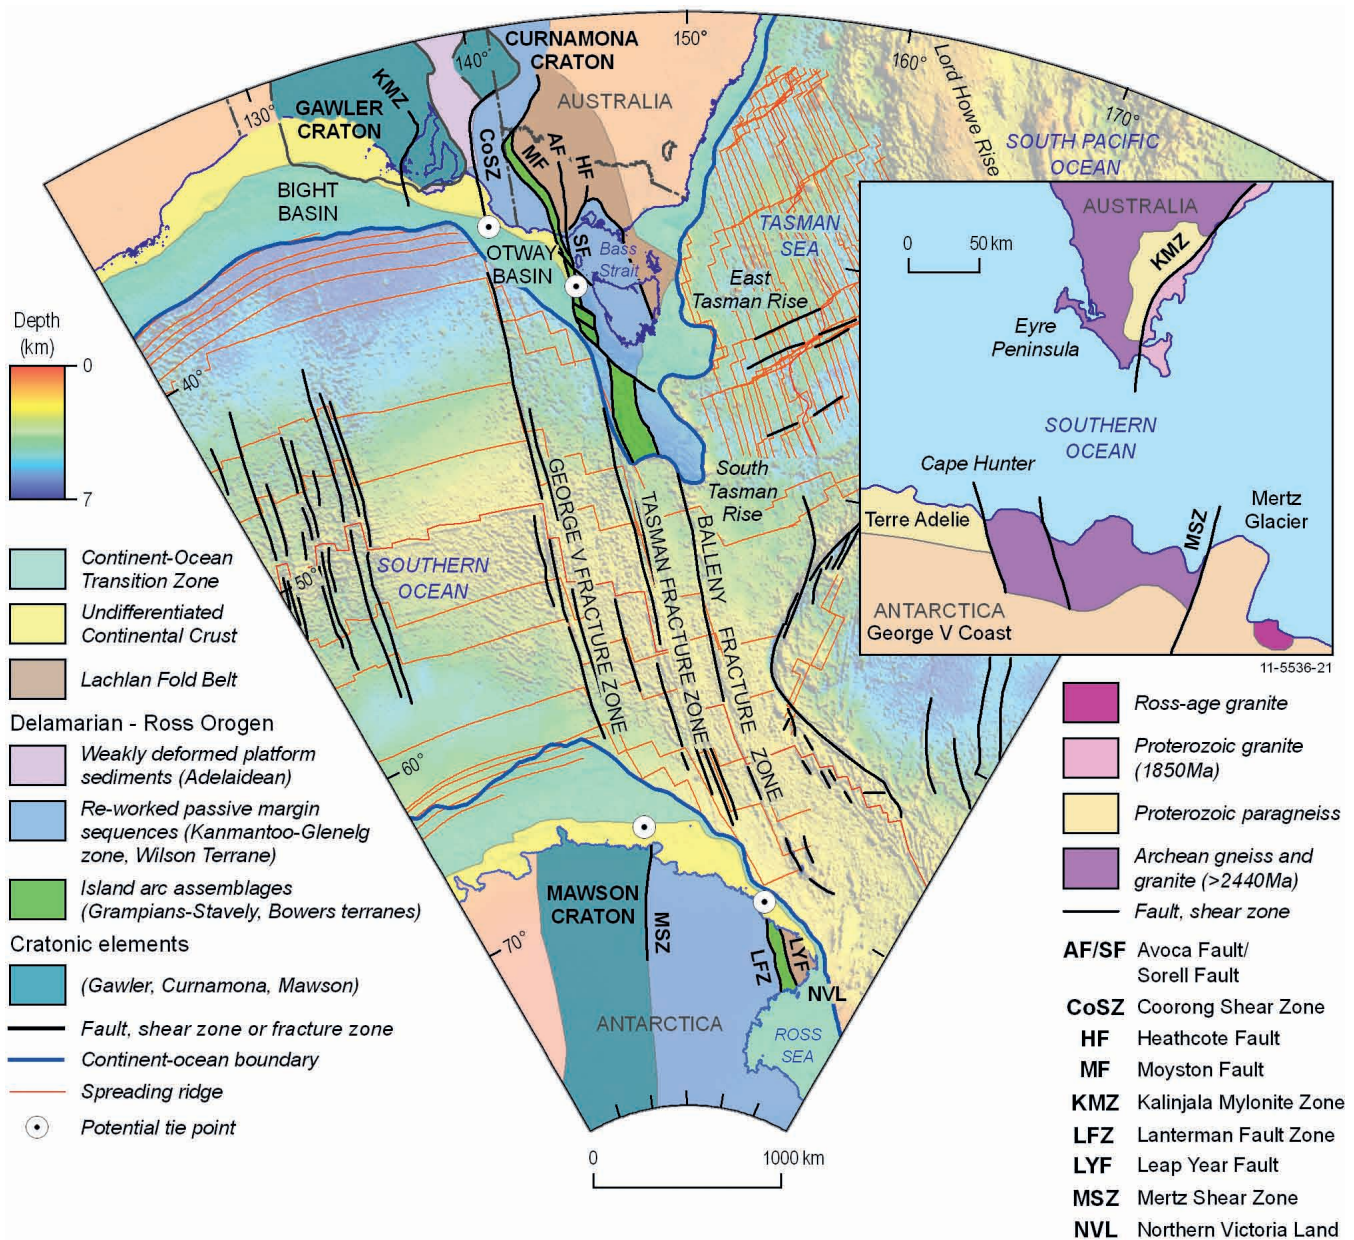 CURNAMONA
CRATON
150°
140°
160°
KMZ
130°
GAWLER
CRATON
AUSTRALIA
Lord Howe Rise
170°
SOUTH PACIFIC
OCEAN
CoSZ
MF
AF
HF
BIGHT
BASIN
TASMAN
SEA
OTWAY
BASIN
SF
Bass
Strait
East
Tasman Rise
AUSTRALIA
0
50 km
KMZ
Eyre
Peninsula
SOUTHERN
OCEAN
Cape Hunter
Mertz
Glacier
MSZ
Terre Adelie
ANTARCTICA
George V Coast
11-5536-21
Depth
(km)
0
7
40°
50°
60°
70°
SOUTHERN
OCEAN
South
Tasman
Rise
GEORGE V FRACTURE ZONE
TASMAN FRACTURE ZONE
BALLENY FRACTURE ZONE
MAWSON
CRATON
MSZ
LFZ
LYF
NVL
ANTARCTICA
ROSS
SEA
0
1000 km
Continent-Ocean
Transition Zone
Undifferentiated
Continental Crust
Lachlan Fold Belt
Delamarian - Ross Orogen
Weakly deformed platform
sediments (Adelaidean)
Re-worked passive margin
sequences (Kanmantoo-Glenelg
zone, Wilson Terrane)
Island arc assemblages
(Grampians-Stavely, Bowers terranes)
Cratonic elements
(Gawler, Curnamona, Mawson)
Fault, shear zone or fracture zone
Continent-ocean boundary
Spreading ridge
Potential tie point
Ross-age granite
Proterozoic granite
(1850Ma)
Proterozoic paragneiss
Archean gneiss and
granite (>2440Ma)
Fault, shear zone
AF/SF Avoca Fault/
Sorell Fault
CoSZ Coorong Shear Zone
HF Heathcote Fault
MF Moyston Fault
KMZ Kalinjala Mylonite Zone
LFZ Lanterman Fault Zone
LYF Leap Year Fault
MSZ Mertz Shear Zone
NVL Northern Victoria Land